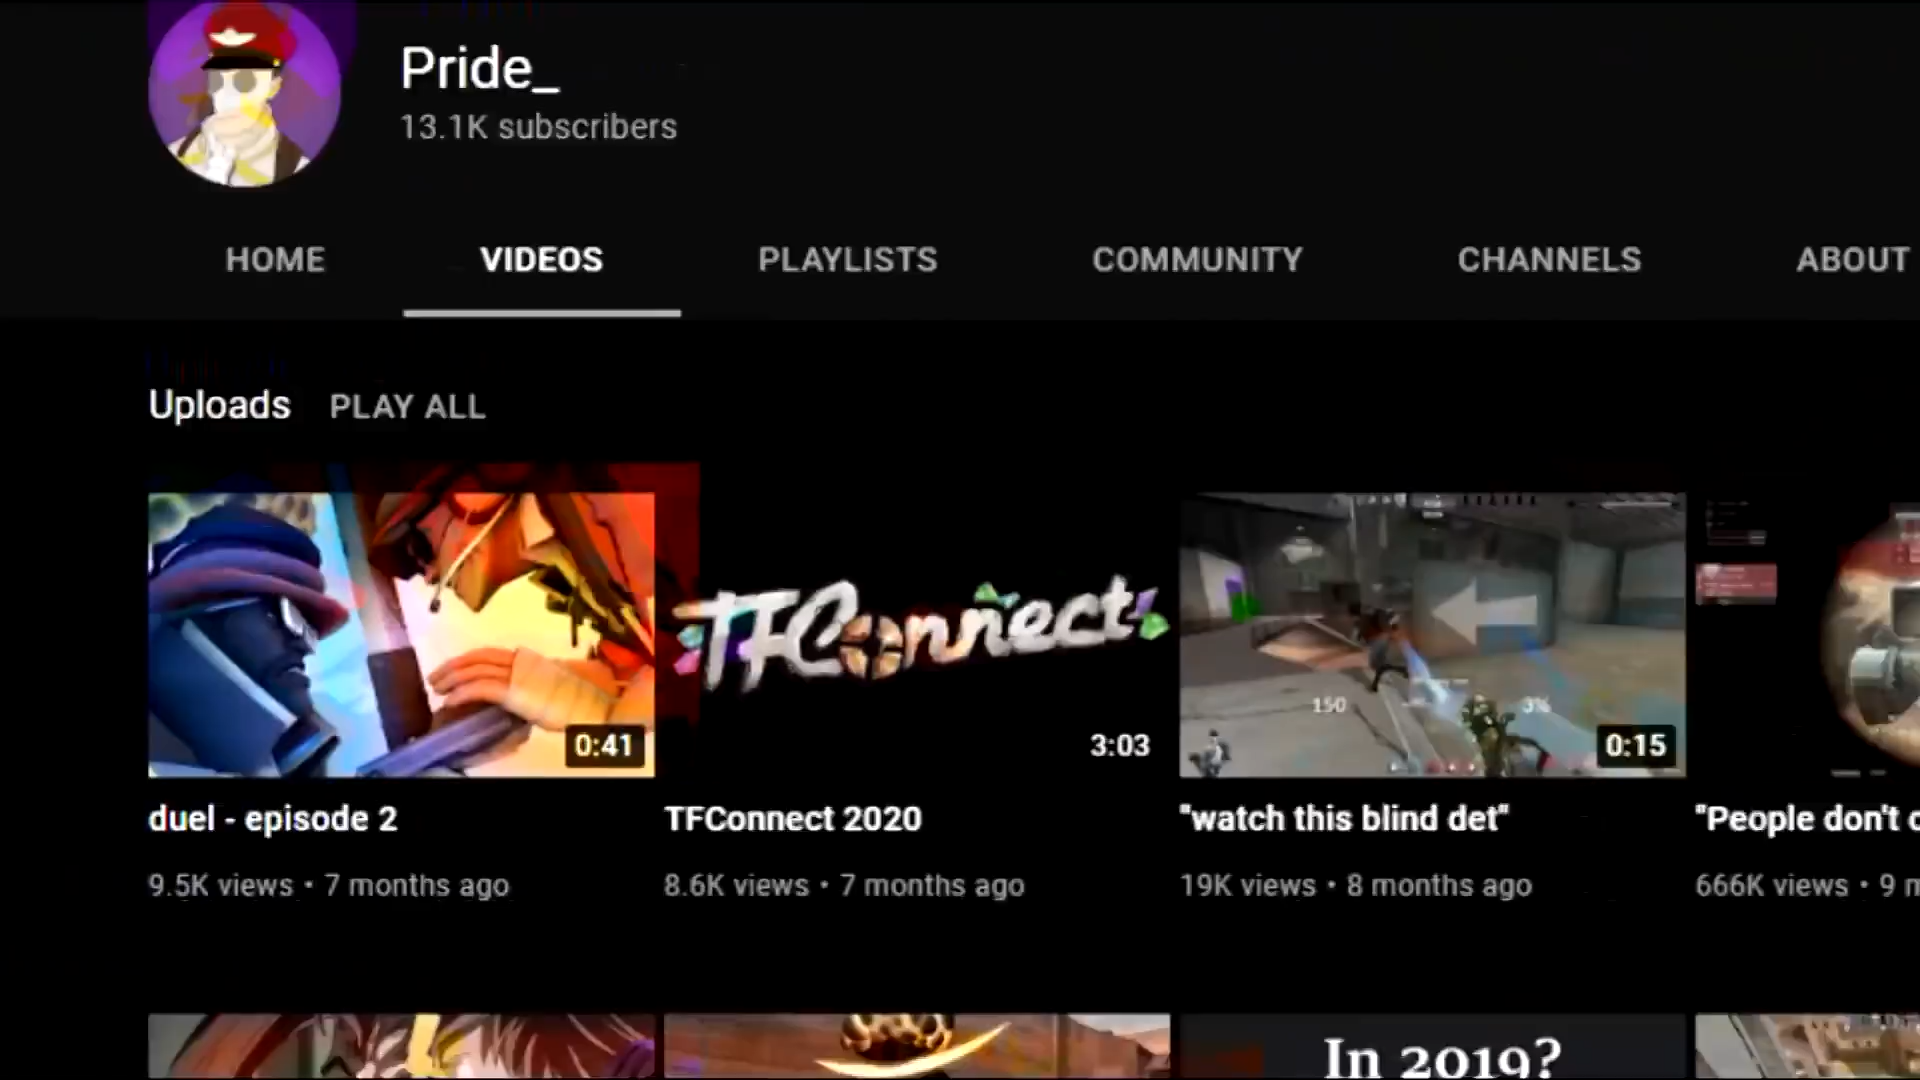 Pride_
13.1K subscribers
HOME VIDEOS PLAYLISTS COMMUNITY CHANNELS ABOUT
Uploads PLAY ALL
TFConnect
150 3%
0:41 3:03 0:15
duel - episode 2 TFConnect 2020 "watch this blind det" "People don't
9.5K views • 7 months ago 8.6K views • 7 months ago 19K views • 8 months ago 666K views • 9
In 2019?